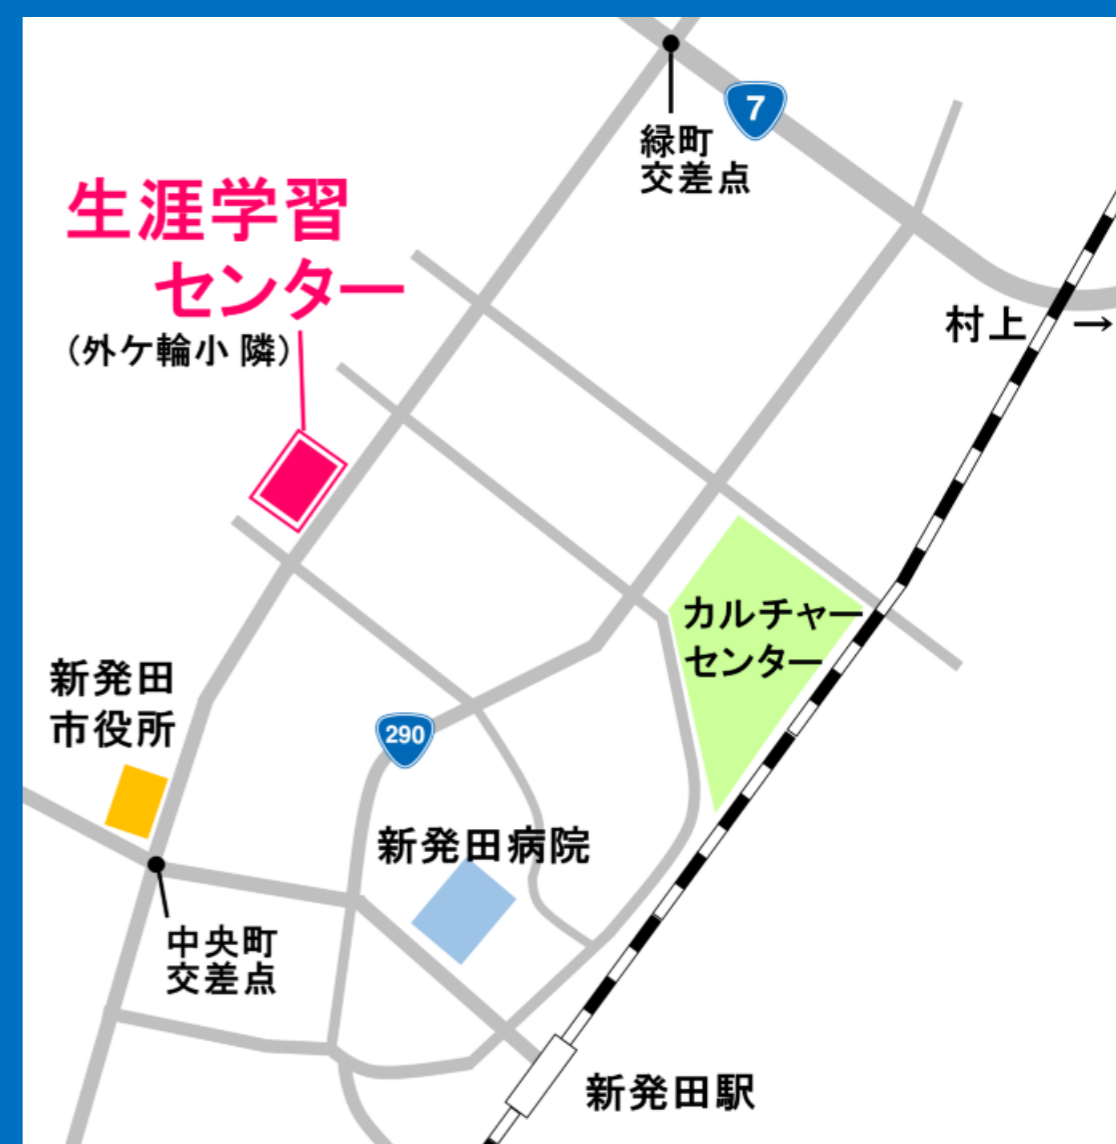 7
緑町
交差点
生涯学習
センター
（外ケ輪小 隣）
村上 →
カルチャー
センター
新発田
市役所
290
新発田病院
中央町
交差点
新発田駅